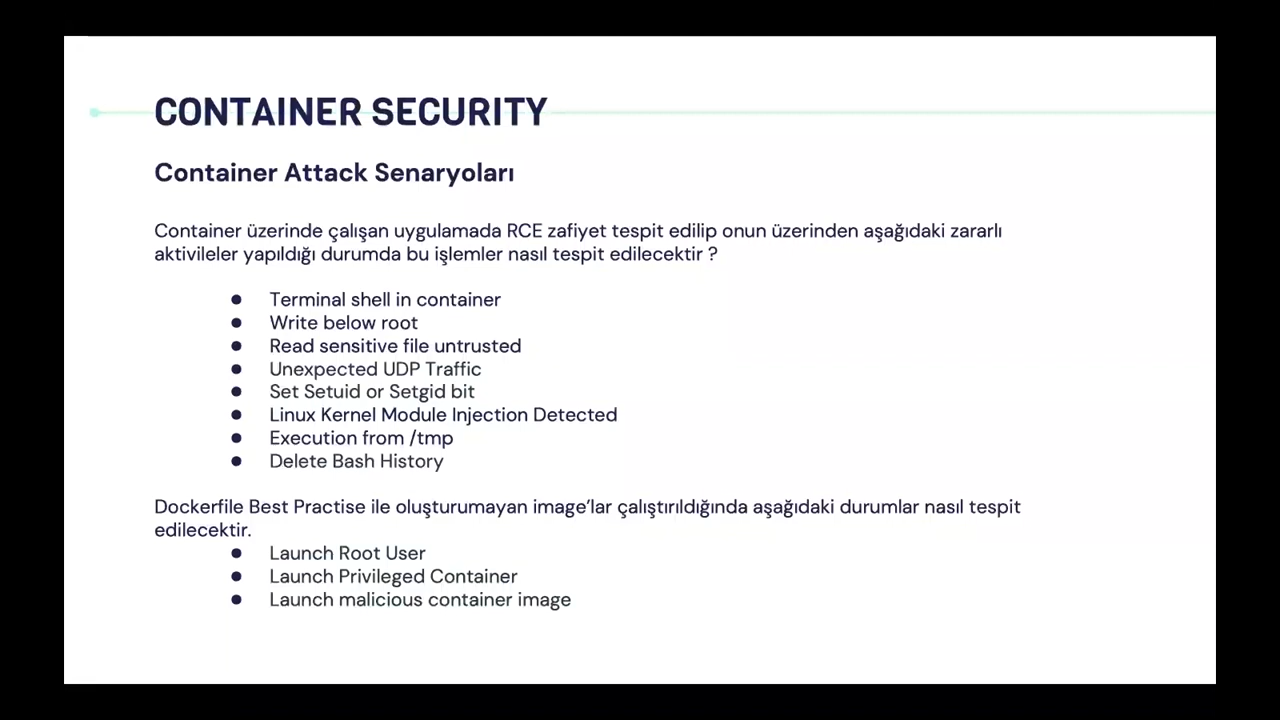 CONTAINER SECURITY
Container Attack Senaryoları
Container üzerinde çalışan uygulamada RCE zafiyet tespit edilip onun üzerinden aşağıdaki zararlı
aktivileler yapıldığı durumda bu işlemler nasıl tespit edilecektir ?
● Terminal shell in container
● Write below root
● Read sensitive file untrusted
● Unexpected UDP Traffic
● Set Setuid or Setgid bit
● Linux Kernel Module Injection Detected
● Execution from /tmp
● Delete Bash History
Dockerfile Best Practise ile oluşturumayan image’lar çalıştırıldığında aşağıdaki durumlar nasıl tespit
edilecektir.
● Launch Root User
● Launch Privileged Container
● Launch malicious container image